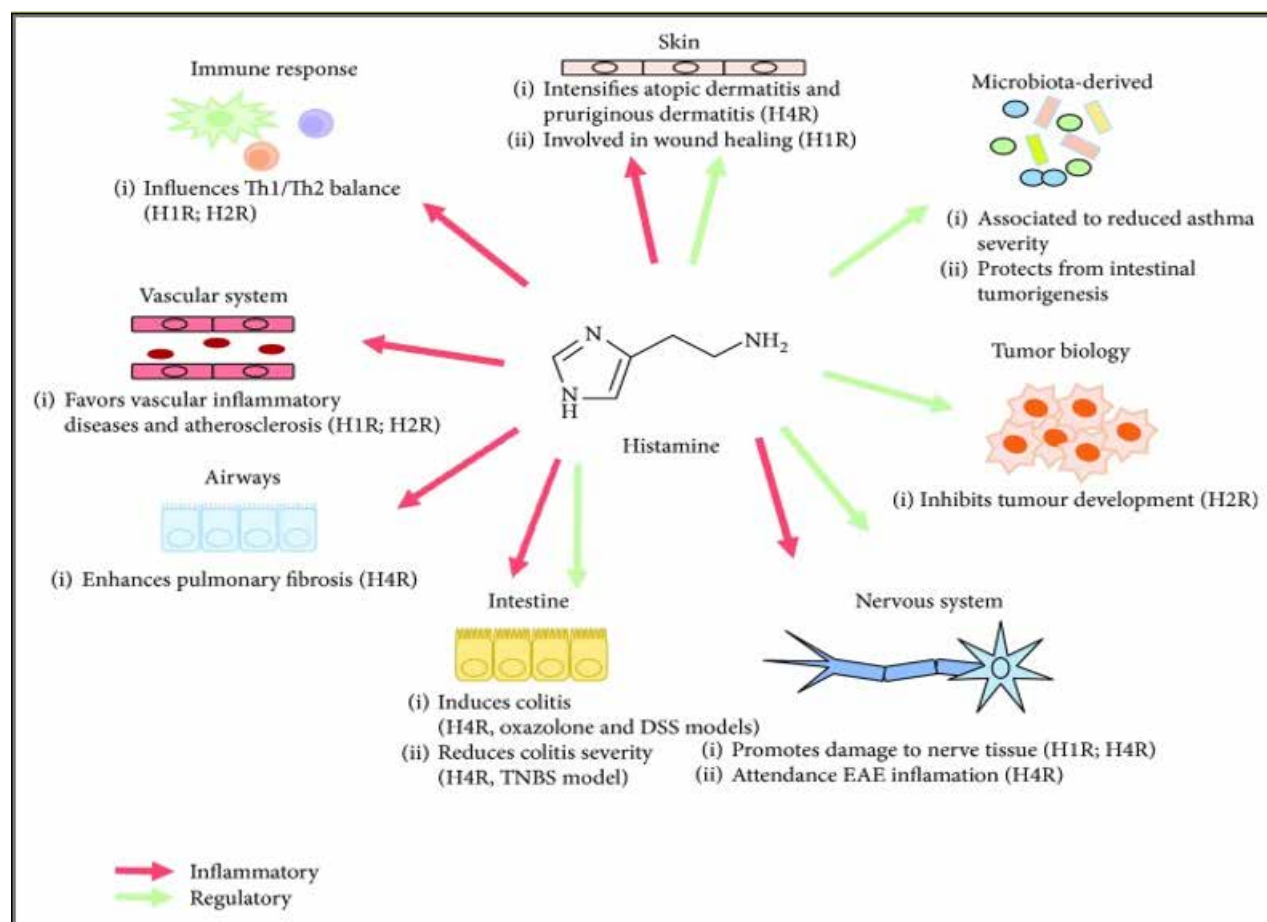 Skin
(i) Intensifies atopic dermatitis and
pruriginous dermatitis (H4R)
(ii) Involved in wound healing (H1R)
Immune response
(i) Influences Th1/Th2 balance
(H1R; H2R)
Microbiota-derived
(i) Associated to reduced asthma
severity
(ii) Protects from intestinal
tumorigenesis
Vascular system
(i) Favors vascular inflammatory
diseases and atherosclerosis (H1R; H2R)
N
NH2
N
H
Histamine
Tumor biology
(i) Inhibits tumour development (H2R)
Airways
(i) Enhances pulmonary fibrosis (H4R)
Intestine
(i) Induces colitis
(H4R, oxazolone and DSS models)
(ii) Reduces colitis severity
(H4R, TNBS model)
Nervous system
(i) Promotes damage to nerve tissue (H1R; H4R)
(ii) Attendance EAE inflamation (H4R)
Inflammatory
Regulatory